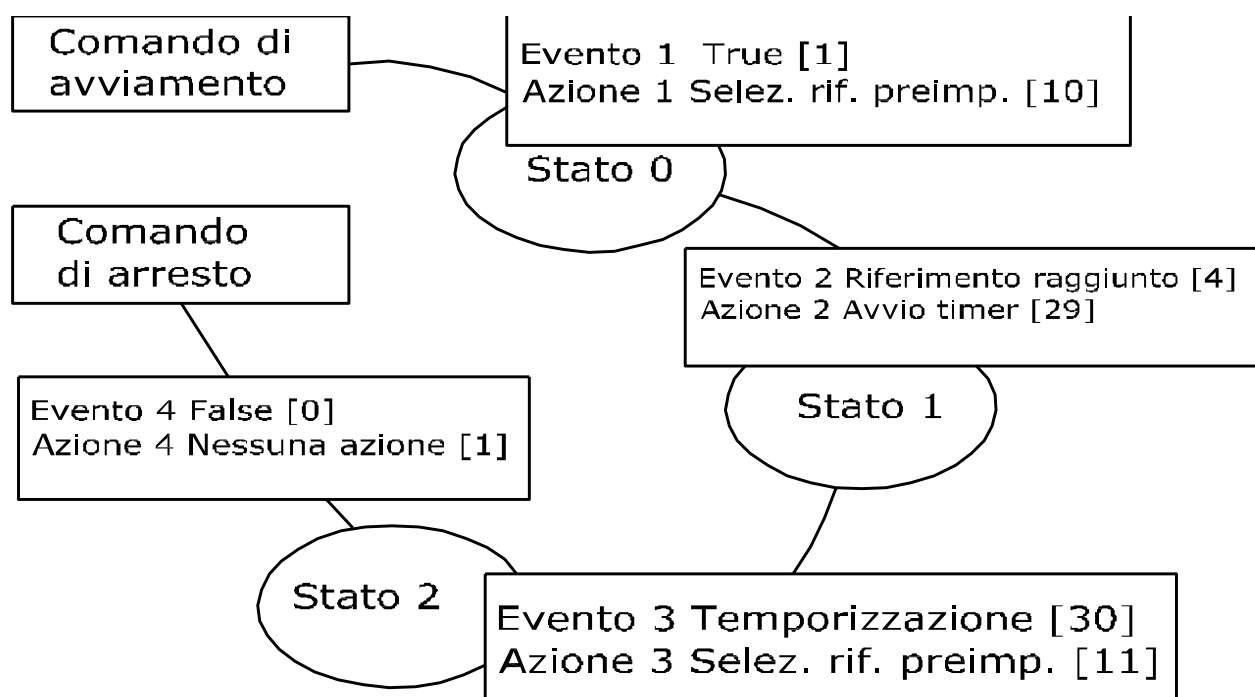 Comando di
avviamento
Evento 1 True [1]
Azione 1 Selez. rif. preimp. [10]
Stato 0
Comando
di arresto
Evento 2 Riferimento raggiunto [4]
Azione 2 Avvio timer [29]
Stato 1
Evento 4 False [0]
Azione 4 Nessuna azione [1]
Stato 2
Evento 3 Temporizzazione [30]
Azione 3 Selez. rif. preimp. [11]